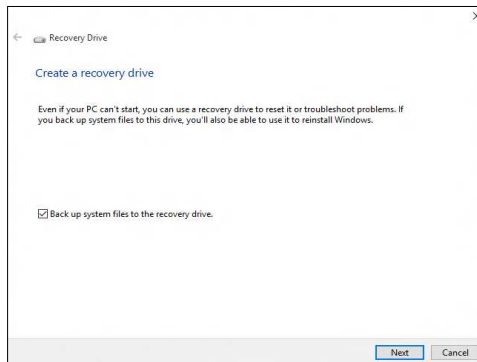 Recovery Drive
Create a recovery drive
Even if your PC can't start, you can use a recovery drive to reset it or troubleshoot problems. If
you back up system files to this drive, you'll also be able to use it to reinstall Windows.
Back up system files to the recovery drive.
Next Cancel